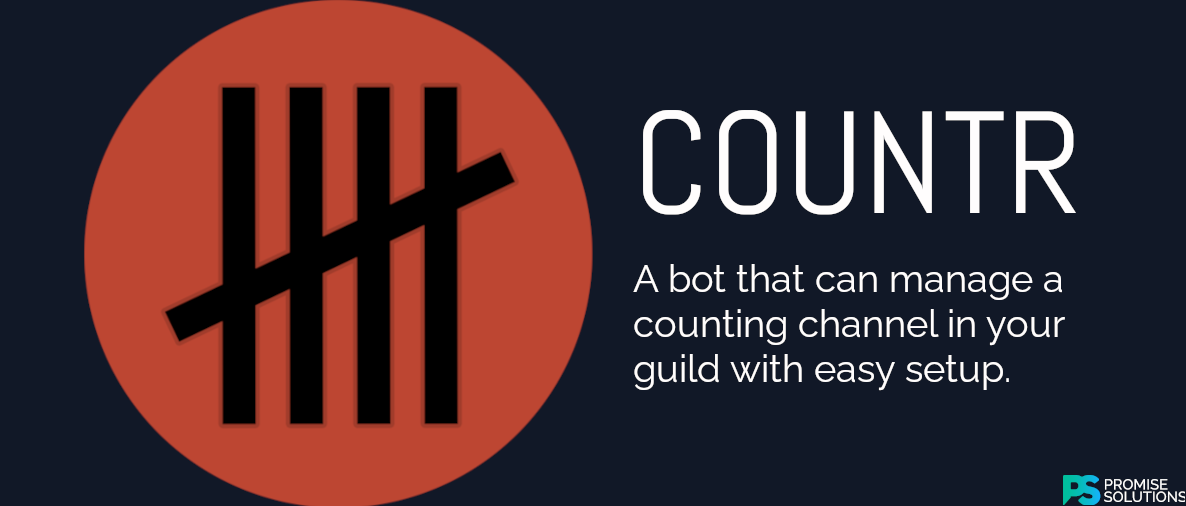 COUNTR
A bot that can manage a
counting channel in your
guild with easy setup.
PS PROMISE
SOLUTIONS